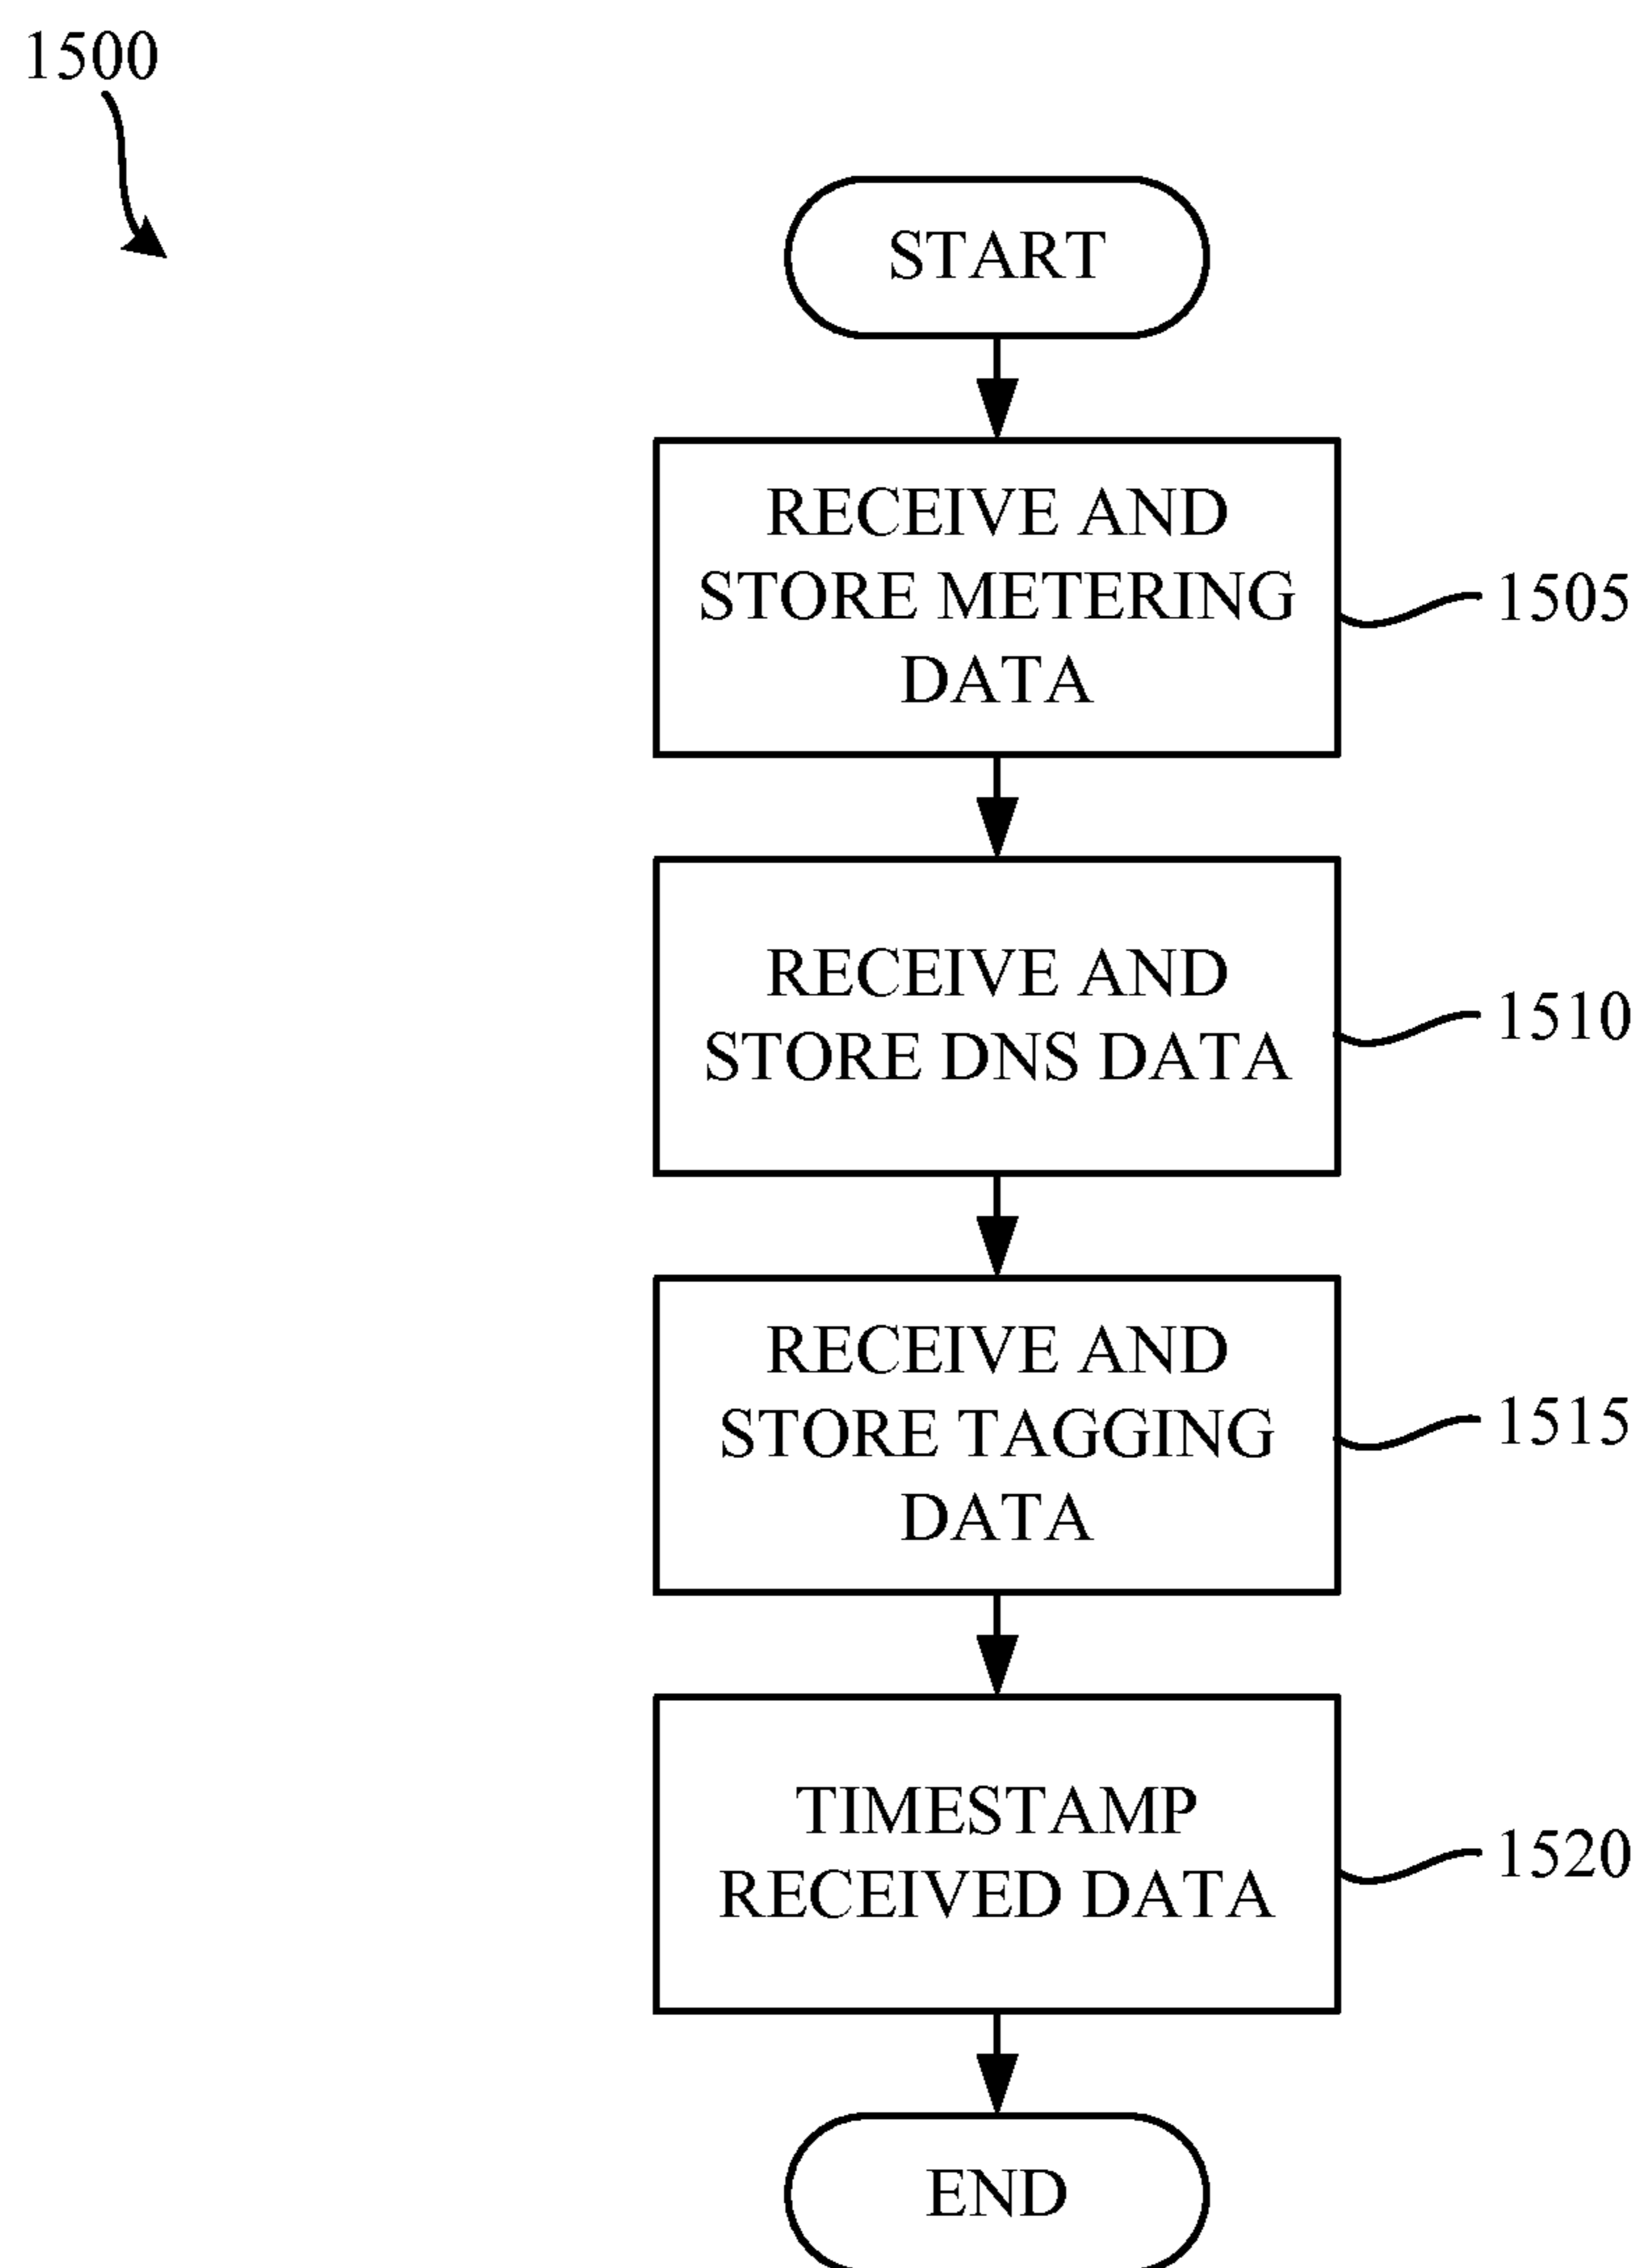 1500
START
RECEIVE AND
STORE METERING
DATA
1505
RECEIVE AND
STORE DNS DATA
1510
RECEIVE AND
STORE TAGGING
DATA
1515
TIMESTAMP
RECEIVED DATA
1520
END